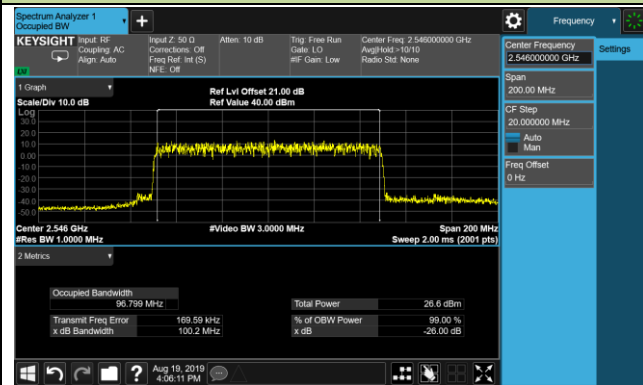 Spectrum Analyzer 1
Occupied BW
Frequency
KEYSIGHT
Input: RF
Coupling: AC
Align: Auto
Input Z: 50 Ω
Corrections: Off
Freq Ref: Int (S)
NFE: Off
Atten: 10 dB
Trig: Free Run
Gate: LO
#IF Gain: Low
Center Freq: 2.546000000 GHz
Avg|Hold:>10/10
Radio Std: None
1 Graph
Scale/Div 10.0 dB
Ref Lvl Offset 21.00 dB
Ref Value 40.00 dBm
Log
30.0
20.0
10.0
0.00
-10.0
-20.0
-30.0
-40.0
-50.0
Center 2.546 GHz
#Video BW 3.0000 MHz
Span 200 MHz
#Res BW 1.0000 MHz
Sweep 2.00 ms (2001 pts)
2 Metrics
Occupied Bandwidth
96.799 MHz
Total Power 26.6 dBm
Transmit Freq Error 169.59 kHz
% of OBW Power 99.00 %
x dB Bandwidth 100.2 MHz
x dB -26.00 dB
Aug 19, 2019
4:06:11 PM
Center Frequency
2.546000000 GHz
Settings
Span
200.00 MHz
CF Step
20.000000 MHz
Auto
Man
Freq Offset
0 Hz